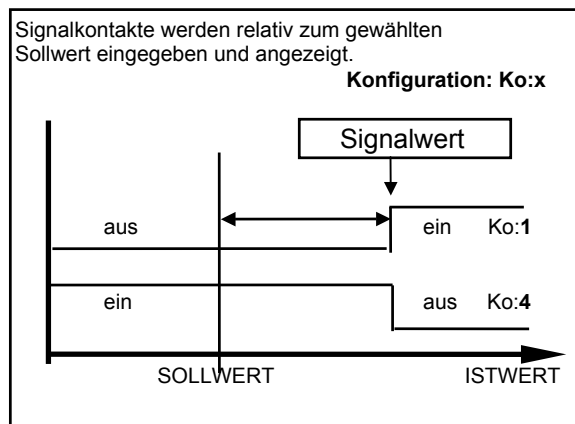 Signalkontakte werden relativ zum gewählten
Sollwert eingegeben und angezeigt.
Konfiguration: Ko:x
Signalwert
aus ein Ko:1
ein aus Ko:4
SOLLWERT ISTWERT